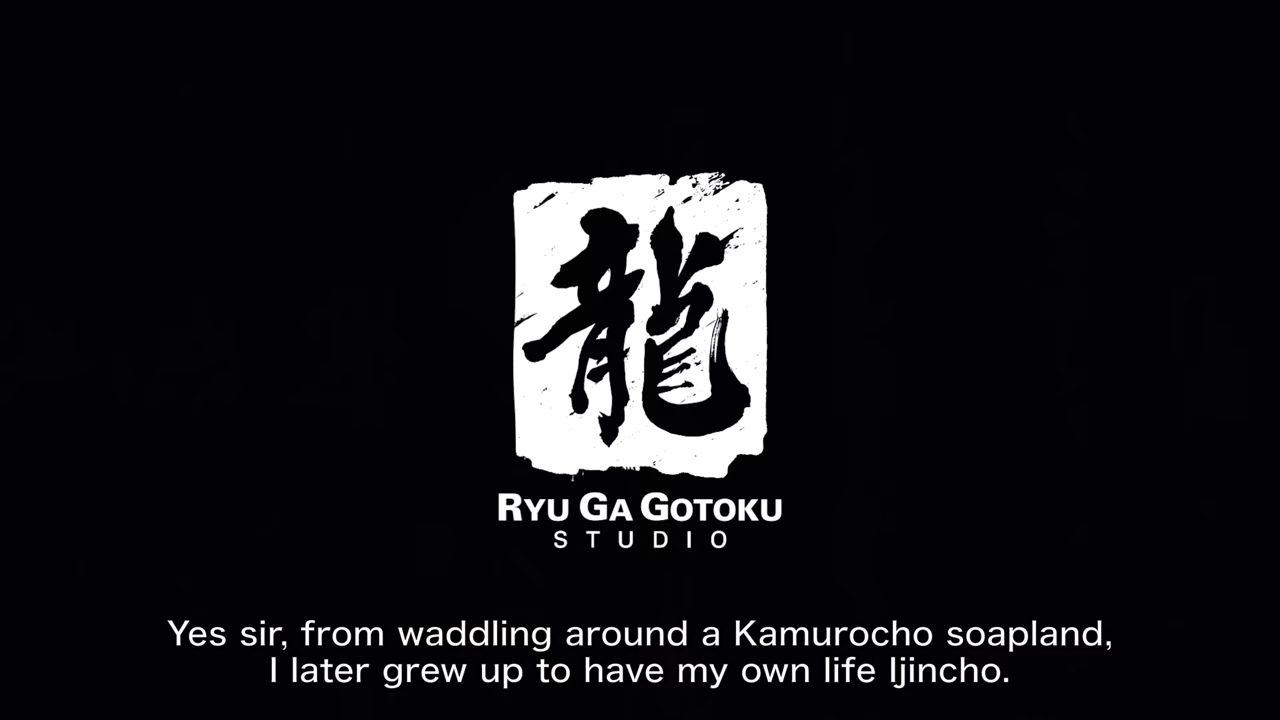 龍
RYU GA GOTOKU
STUDIO
Yes sir, from waddling around a Kamurocho soapland,
I later grew up to have my own life Ijincho.